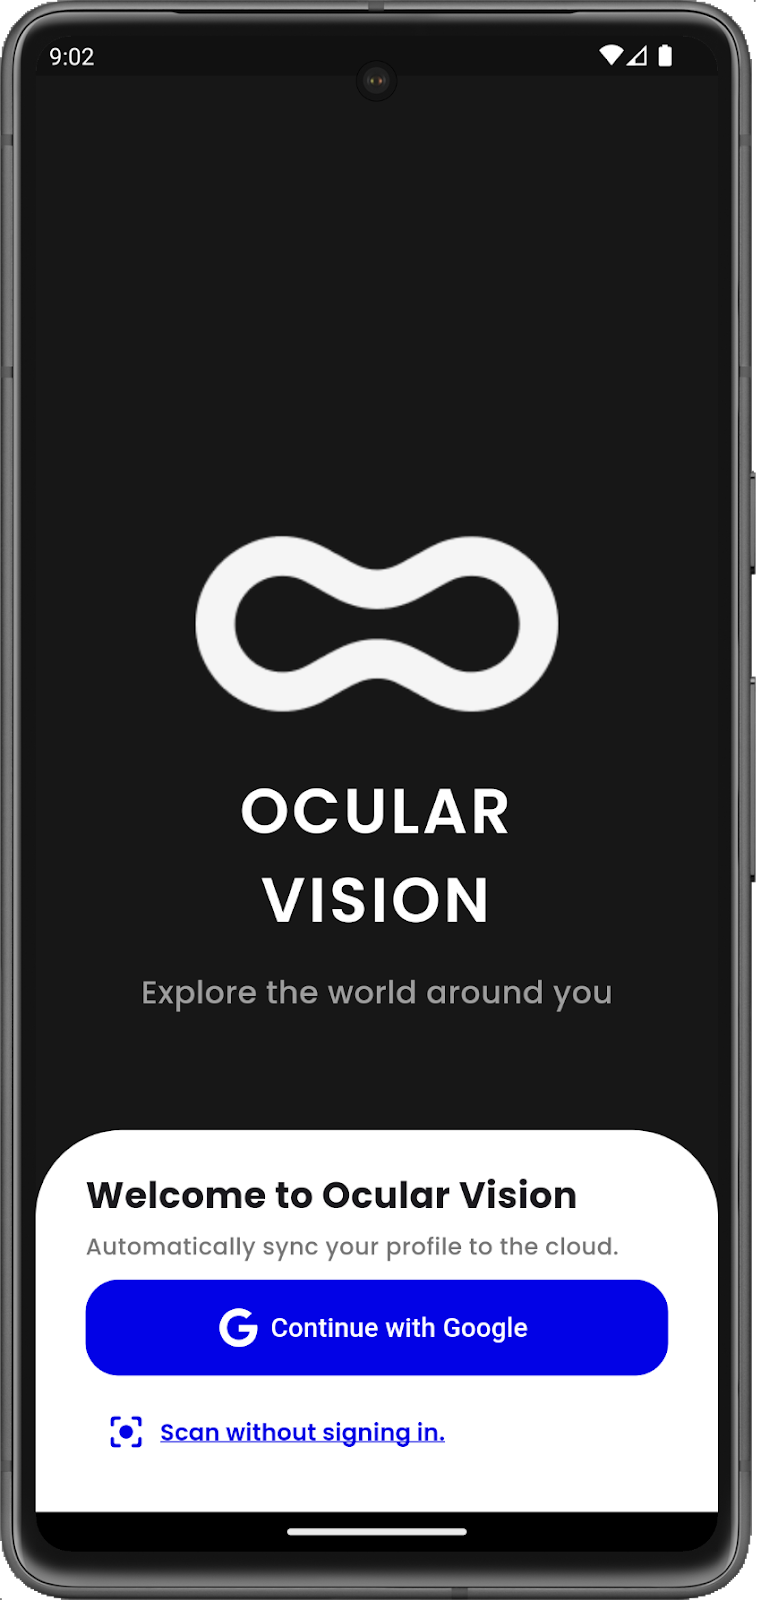 9:02
OCULAR
VISION
Explore the world around you
Welcome to Ocular Vision
Automatically sync your profile to the cloud.
Continue with Google
Scan without signing in.